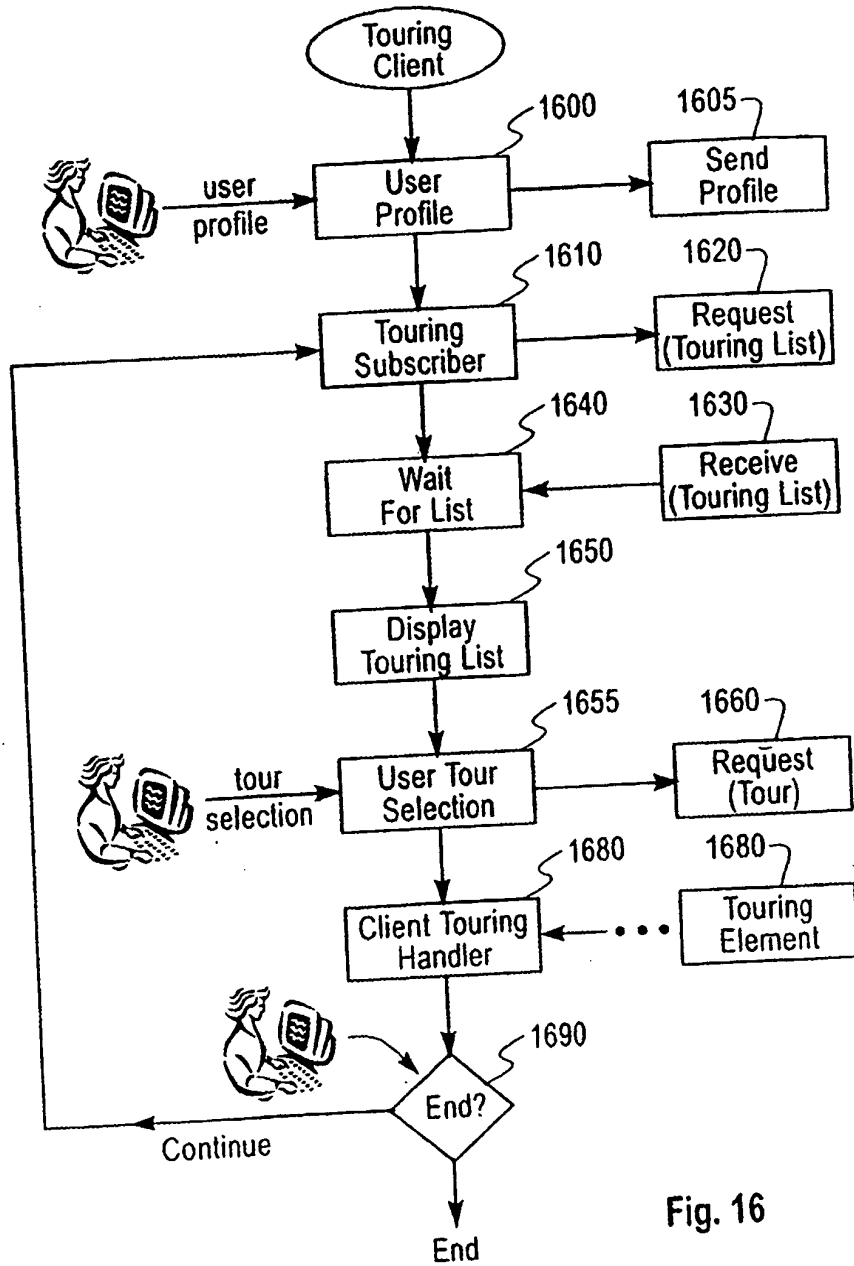 Touring
Client
1600
1605
User
Profile
Send
Profile
user
profile
1610
1620
Touring
Subscriber
Request
(Touring List)
1640
1630
Wait
For List
Receive
(Touring List)
1650
Display
Touring List
1655
1660
User Tour
Selection
Request
(Tour)
tour
selection
1680
1680
Client Touring
Handler
Touring
Element
1690
End?
Continue
End
Fig. 16